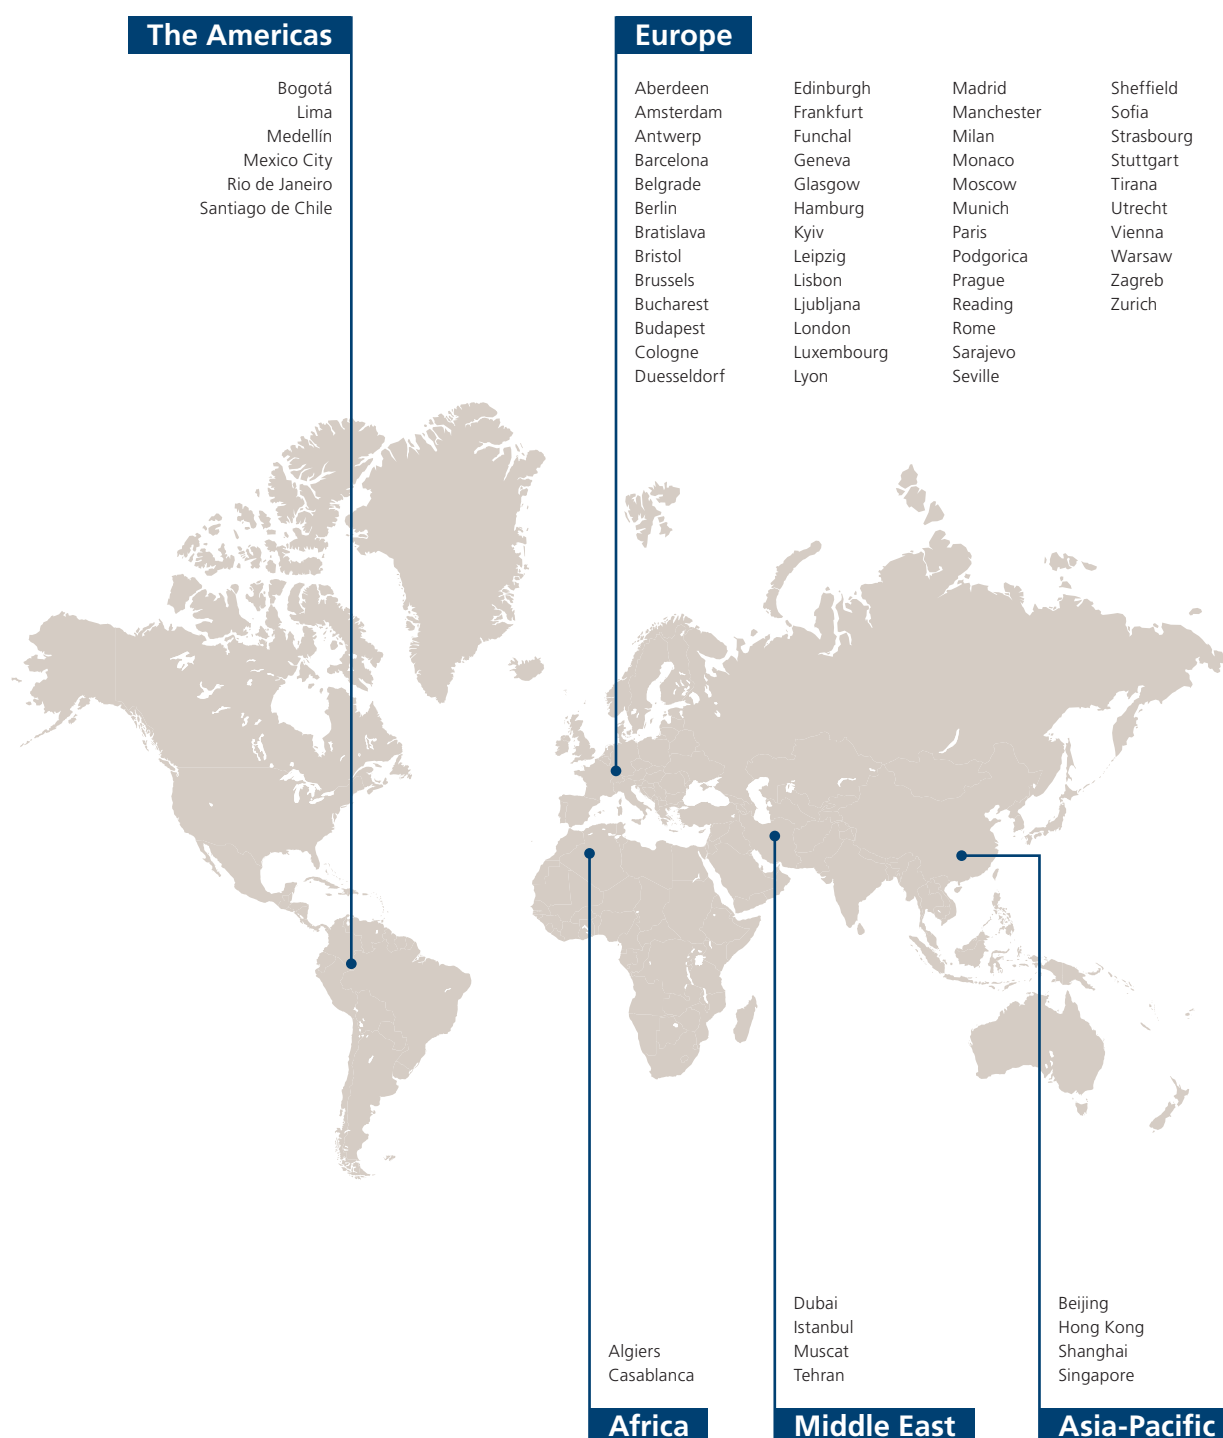 The Americas
Bogotá
Lima
Medellín
Mexico City
Rio de Janeiro
Santiago de Chile
Europe
Aberdeen
Amsterdam
Antwerp
Barcelona
Belgrade
Berlin
Bratislava
Bristol
Brussels
Bucharest
Budapest
Cologne
Duesseldorf
Edinburgh
Frankfurt
Funchal
Geneva
Glasgow
Hamburg
Kyiv
Leipzig
Lisbon
Ljubljana
London
Luxembourg
Lyon
Madrid
Manchester
Milan
Monaco
Moscow
Munich
Paris
Podgorica
Prague
Reading
Rome
Sarajevo
Seville
Sheffield
Sofia
Strasbourg
Stuttgart
Tirana
Utrecht
Vienna
Warsaw
Zagreb
Zurich
Algiers
Casablanca
Africa
Dubai
Istanbul
Muscat
Tehran
Middle East
Beijing
Hong Kong
Shanghai
Singapore
Asia-Pacific